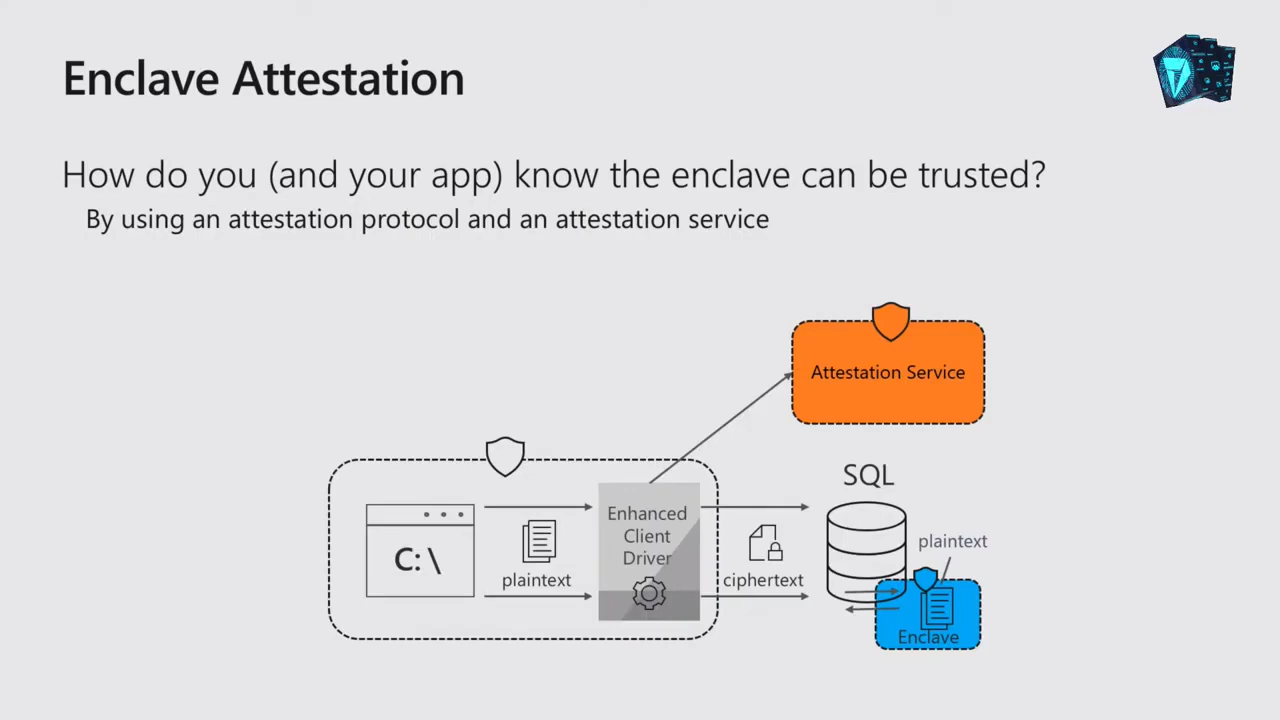 Enclave Attestation
How do you (and your app) know the enclave can be trusted?
By using an attestation protocol and an attestation service
Attestation Service
SQL
C:\
plaintext
Enhanced
Client
Driver
ciphertext
plaintext
Enclave